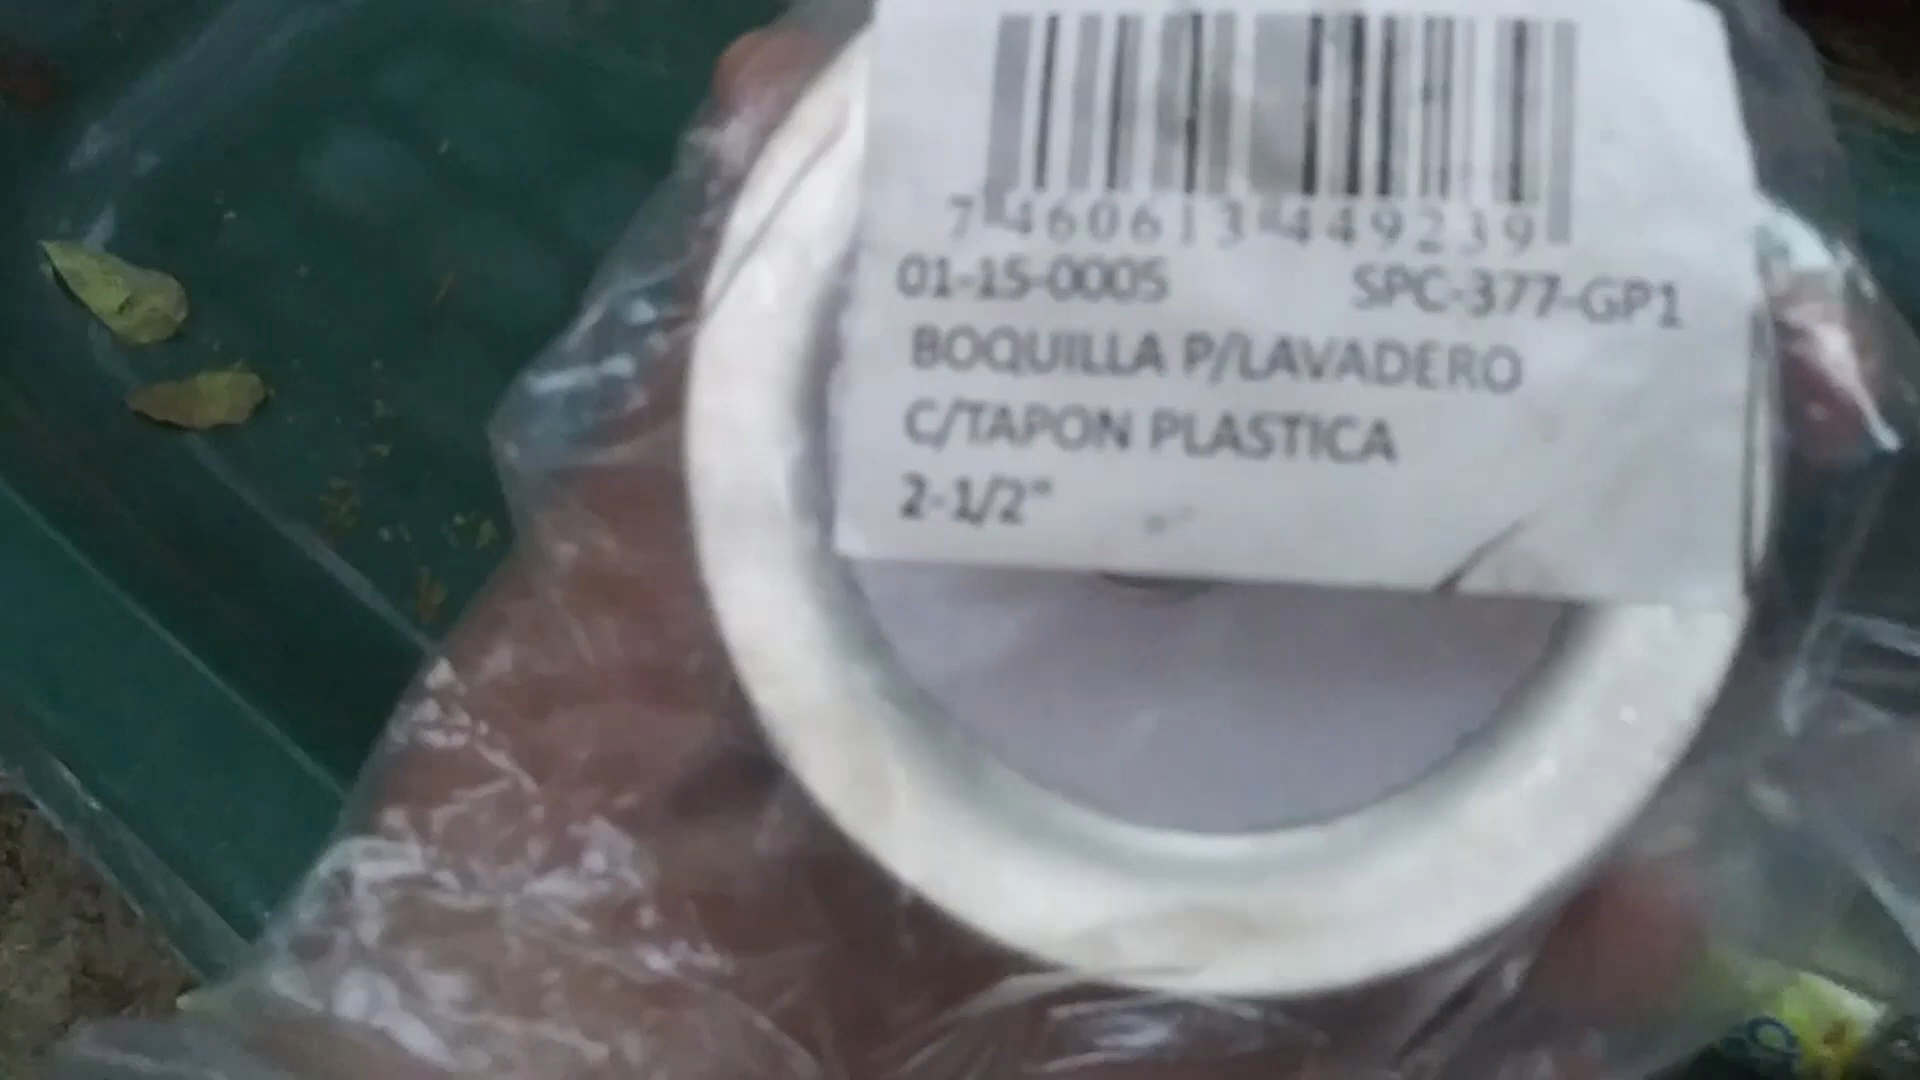 7 460613 449239
01-15-0005 SPC-377-GP1
BOQUILLA P/LAVADERO
C/TAPON PLASTICA
2-1/2"